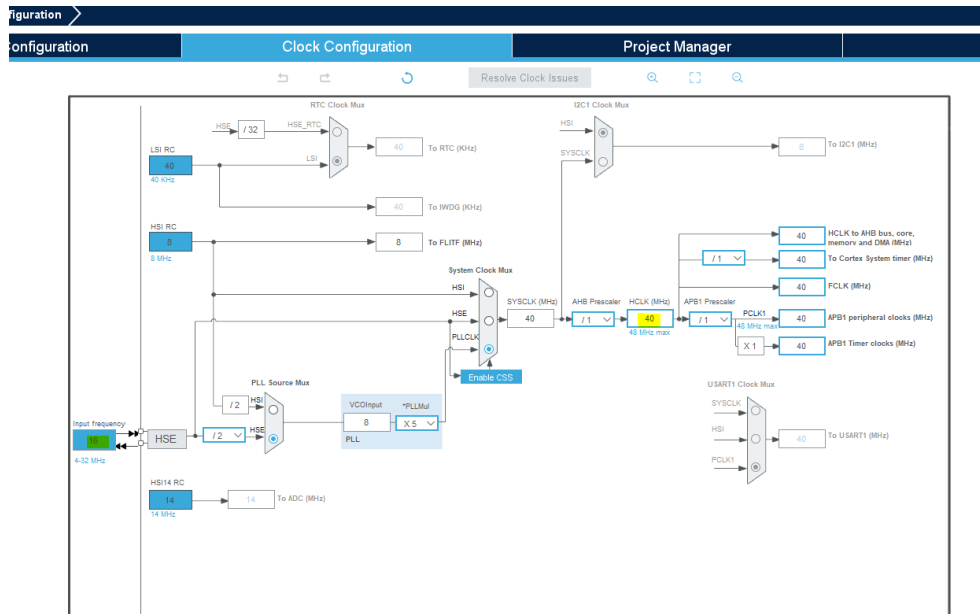 figuration
onfiguration
Clock Configuration
Project Manager
Resolve Clock Issues
RTC Clock Mux
HSE
/ 32
HSE_RTC
LSI RC
40
40 KHz
LSI
40
To RTC (KHz)
40
To IWDG (KHz)
I2C1 Clock Mux
HSI
SYSCLK
8
To I2C1 (MHz)
HSI RC
8
8 MHz
8
To FLITF (MHz)
System Clock Mux
HSI
HSE
PLLCLK
Enable CSS
SYSCLK (MHz)
40
AHB Prescaler
/ 1
HCLK (MHz)
40
48 MHz max
APB1 Prescaler
/ 1
40
HCLK to AHB bus, core,
memory and DMA (MHz)
/ 1
40
To Cortex System timer (MHz)
40
FCLK (MHz)
PCLK1
48 MHz max
40
APB1 peripheral clocks (MHz)
X 1
40
APB1 Timer clocks (MHz)
PLL Source Mux
/ 2
HSI
Input frequency
16
4-32 MHz
HSE
/ 2
HSE
VCOInput
8
*PLLMul
X 5
PLL
USART1 Clock Mux
SYSCLK
HSI
PCLK1
40
To USART1 (MHz)
HSI14 RC
14
14 MHz
14
To ADC (MHz)